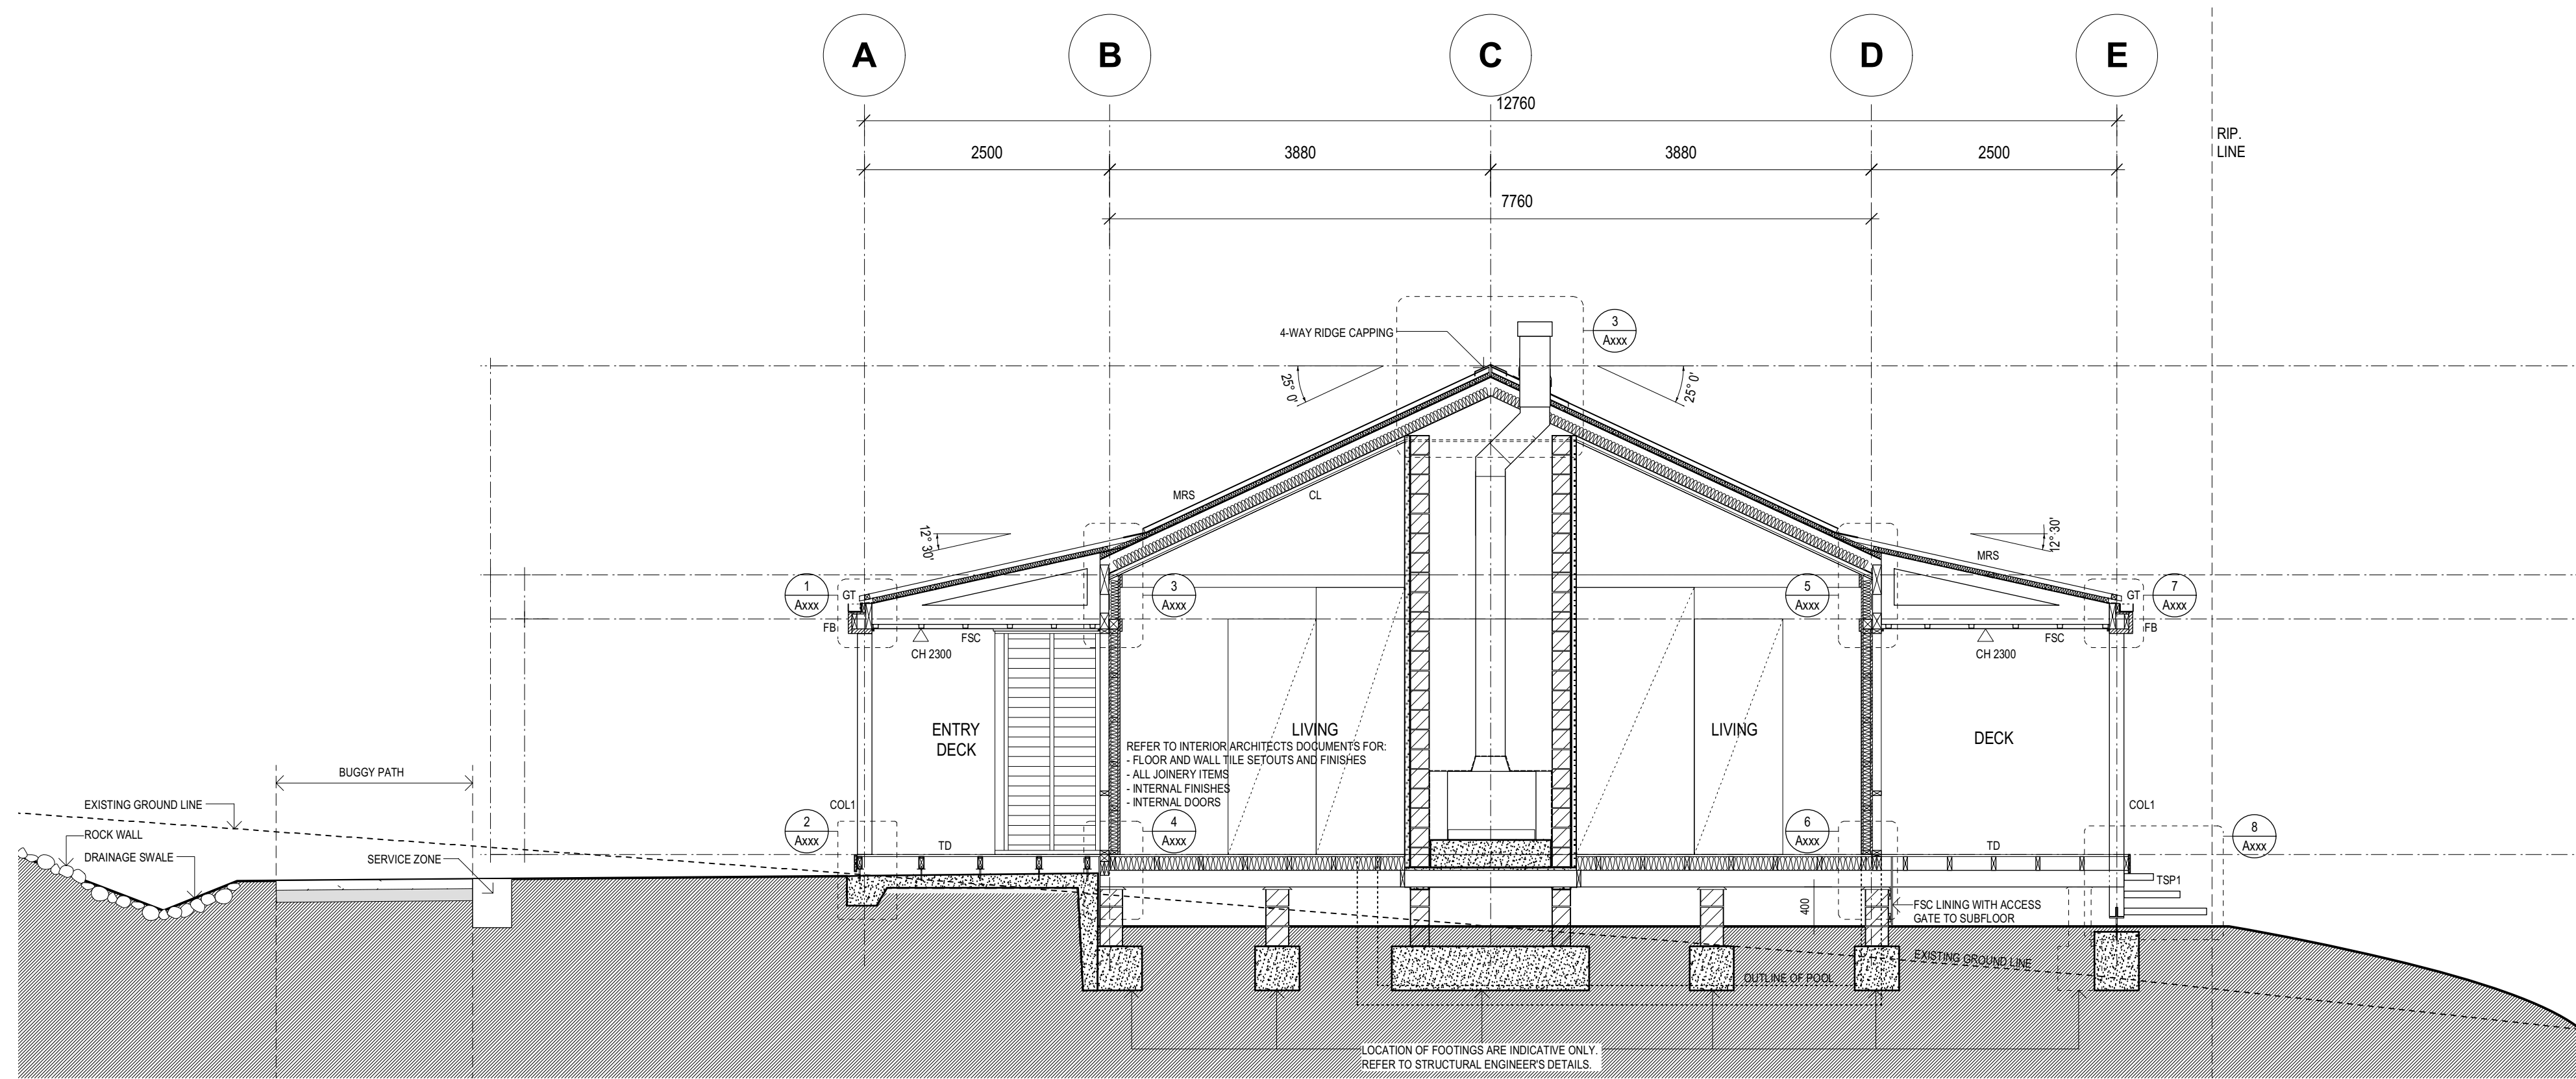 A
B
C
D
E
12760
RIP.
LINE
2500
3880
3880
2500
7760
4-WAY RIDGE CAPPING
3
Axxx
25° 0'
25° 0'
MRS
CL
12° 30'
12° 30'
MRS
1
Axxx
GT
FB
3
Axxx
5
Axxx
7
Axxx
GT
FB
FSC
CH 2300
FSC
CH 2300
ENTRY
DECK
LIVING
LIVING
DECK
REFER TO INTERIOR ARCHITECTS DOCUMENTS FOR:
- FLOOR AND WALL TILE SETOUTS AND FINISHES
- ALL JOINERY ITEMS
- INTERNAL FINISHES
- INTERNAL DOORS
BUGGY PATH
EXISTING GROUND LINE
COL1
COL1
ROCK WALL
2
Axxx
4
Axxx
6
Axxx
8
Axxx
DRAINAGE SWALE
SERVICE ZONE
TD
TD
TSP1
400
FSC LINING WITH ACCESS
GATE TO SUBFLOOR
EXISTING GROUND LINE
OUTLINE OF POOL
LOCATION OF FOOTINGS ARE INDICATIVE ONLY.
REFER TO STRUCTURAL ENGINEER'S DETAILS.